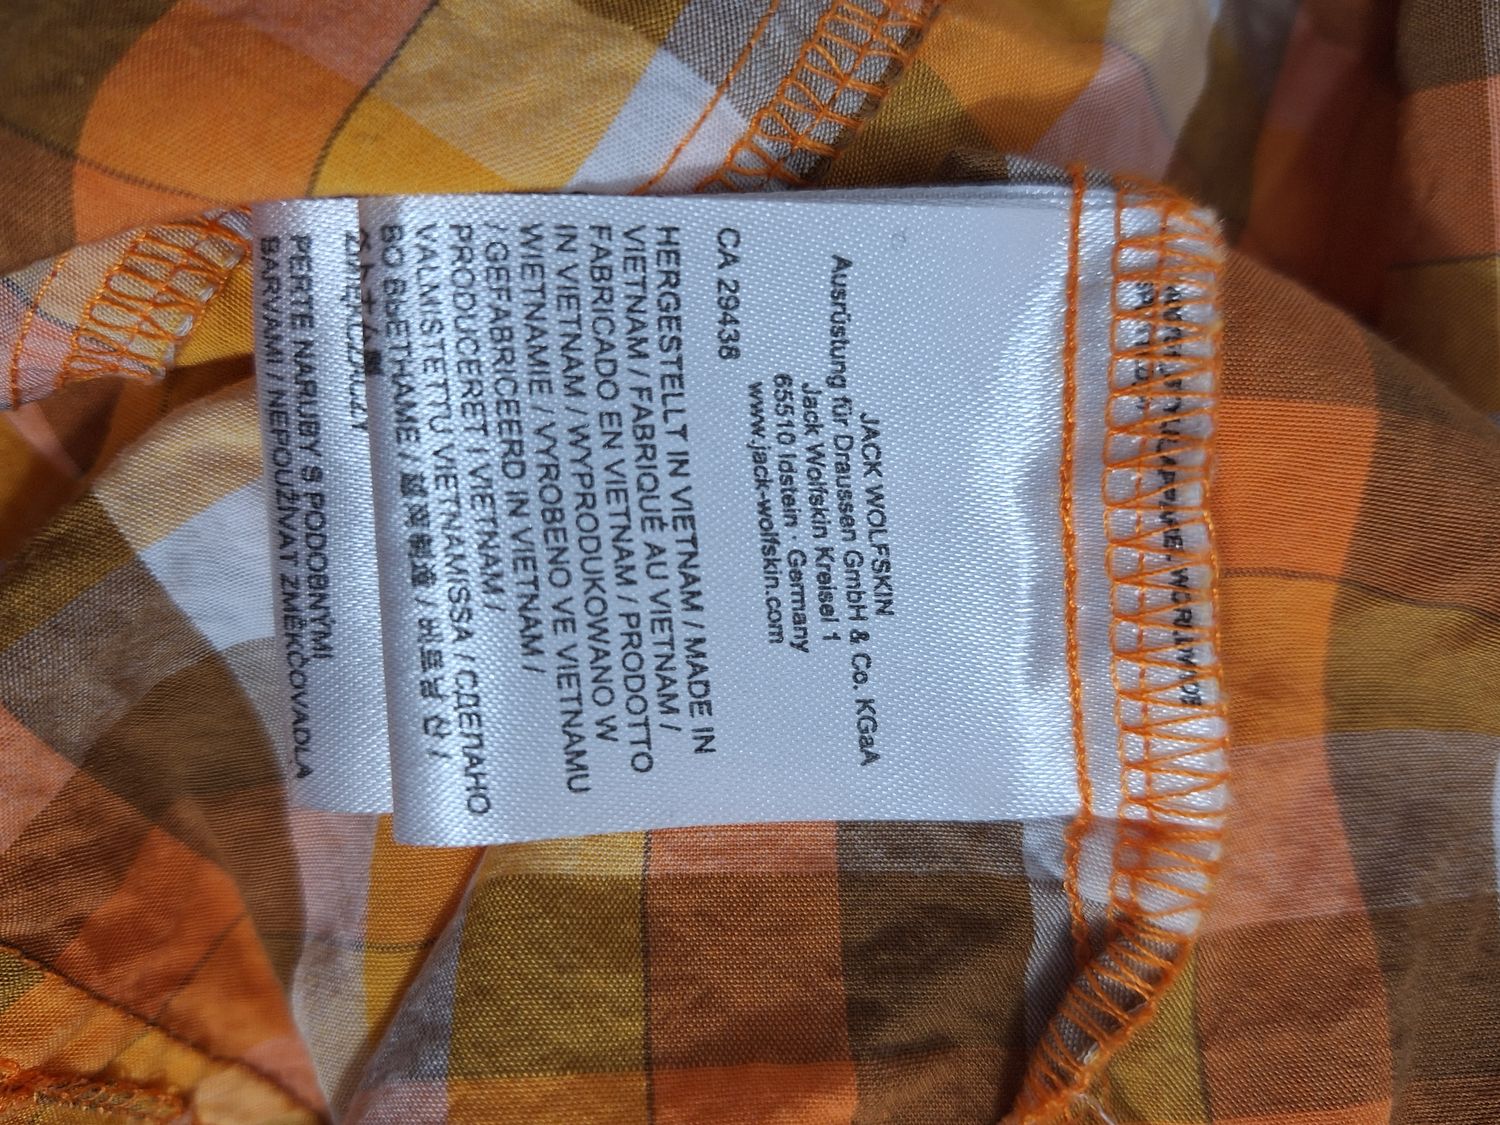 JACK WOLFSKIN
Ausrüstung für Draussen GmbH & Co. KGaA
Jack Wolfskin Kreisel 1
65510 Idstein · Germany
www.jack-wolfskin.com
CA 29438
HERGESTELLT IN VIETNAM / MADE IN
VIETNAM / FABRIQUÉ AU VIETNAM /
FABRICADO EN VIETNAM / PRODOTTO
IN VIETNAM / WYPRODUKOWANO W
WIETNAMIE / VYROBENO VE VIETNAMU
/ GEFABRICEERD IN VIETNAM /
PRODUCERET I VIETNAM /
VALMISTETTU VIETNAMISSA / СДЕЛАНО
ВО ВЬЕТНАМЕ /
PERTE NARUBY S PODOBNÝMI
BARVAMI / NEPOUŽÍVAT ZMĚKČOVADLA